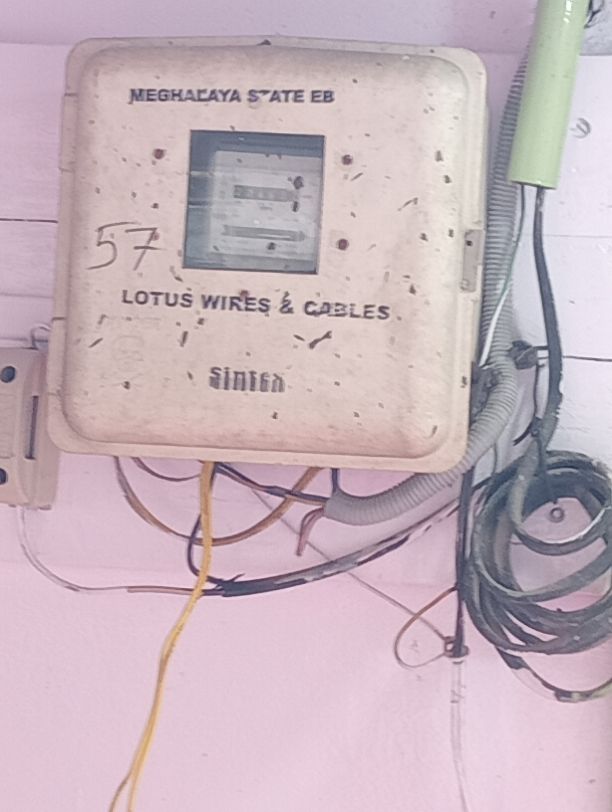 MEGHALAYA STATE EB
57
LOTUS WIRES & CABLES
Sintex